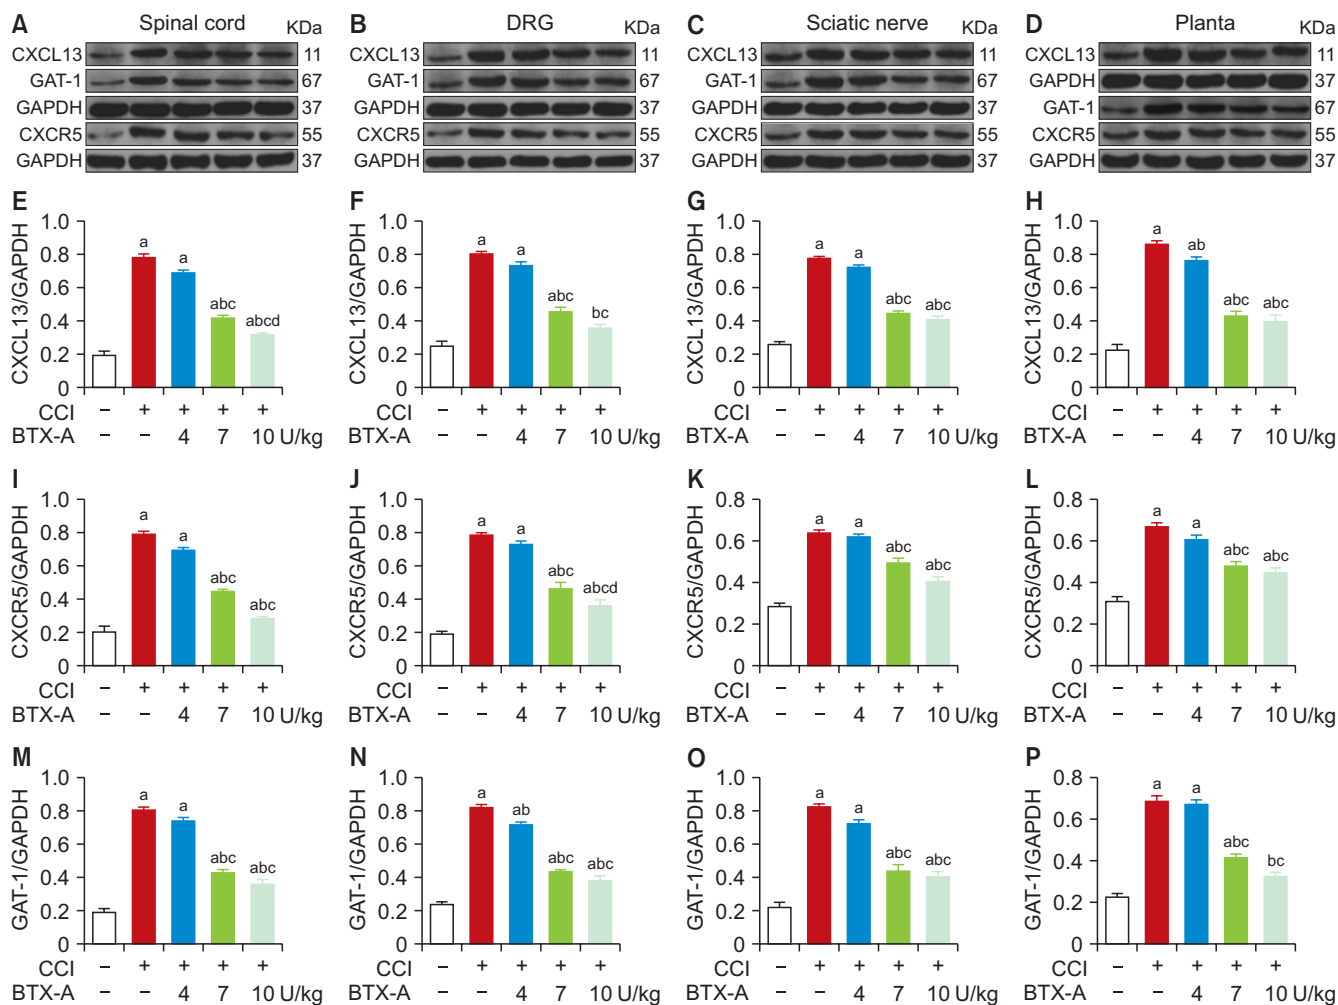 A Spinal cord KDa
CXCL13 11
GAT-1 67
GAPDH 37
CXCR5 55
GAPDH 37
B DRG KDa
CXCL13 11
GAT-1 67
GAPDH 37
CXCR5 55
GAPDH 37
C Sciatic nerve KDa
CXCL13 11
GAT-1 67
GAPDH 37
CXCR5 55
GAPDH 37
D Planta KDa
CXCL13 11
GAPDH 37
GAT-1 67
CXCR5 55
GAPDH 37
E
CXCL13/GAPDH
1.0
0.8
0.6
0.4
0.2
0
a
a
abc
abcd
CCI − + + + +
BTX-A − − 4 7 10 U/kg
F
CXCL13/GAPDH
1.0
0.8
0.6
0.4
0.2
0
a
a
abc
bc
CCI − + + + +
BTX-A − − 4 7 10 U/kg
G
CXCL13/GAPDH
1.0
0.8
0.6
0.4
0.2
0
a
a
abc
abc
CCI − + + + +
BTX-A − − 4 7 10 U/kg
H
CXCL13/GAPDH
1.0
0.8
0.6
0.4
0.2
0
a
ab
abc
abc
CCI − + + + +
BTX-A − − 4 7 10 U/kg
I
CXCR5/GAPDH
1.0
0.8
0.6
0.4
0.2
0
a
a
abc
abc
CCI − + + + +
BTX-A − − 4 7 10 U/kg
J
CXCR5/GAPDH
1.0
0.8
0.6
0.4
0.2
0
a
a
abc
abcd
CCI − + + + +
BTX-A − − 4 7 10 U/kg
K
CXCR5/GAPDH
0.8
0.6
0.4
0.2
0
a
a
abc
abc
CCI − + + + +
BTX-A − − 4 7 10 U/kg
L
CXCR5/GAPDH
0.8
0.6
0.4
0.2
0
a
a
abc
abc
CCI − + + + +
BTX-A − − 4 7 10 U/kg
M
GAT-1/GAPDH
1.0
0.8
0.6
0.4
0.2
0
a
a
abc
abc
CCI − + + + +
BTX-A − − 4 7 10 U/kg
N
GAT-1/GAPDH
1.0
0.8
0.6
0.4
0.2
0
a
ab
abc
abc
CCI − + + + +
BTX-A − − 4 7 10 U/kg
O
GAT-1/GAPDH
1.0
0.8
0.6
0.4
0.2
0
a
a
abc
abc
CCI − + + + +
BTX-A − − 4 7 10 U/kg
P
GAT-1/GAPDH
0.8
0.6
0.4
0.2
0
a
a
abc
bc
CCI − + + + +
BTX-A − − 4 7 10 U/kg